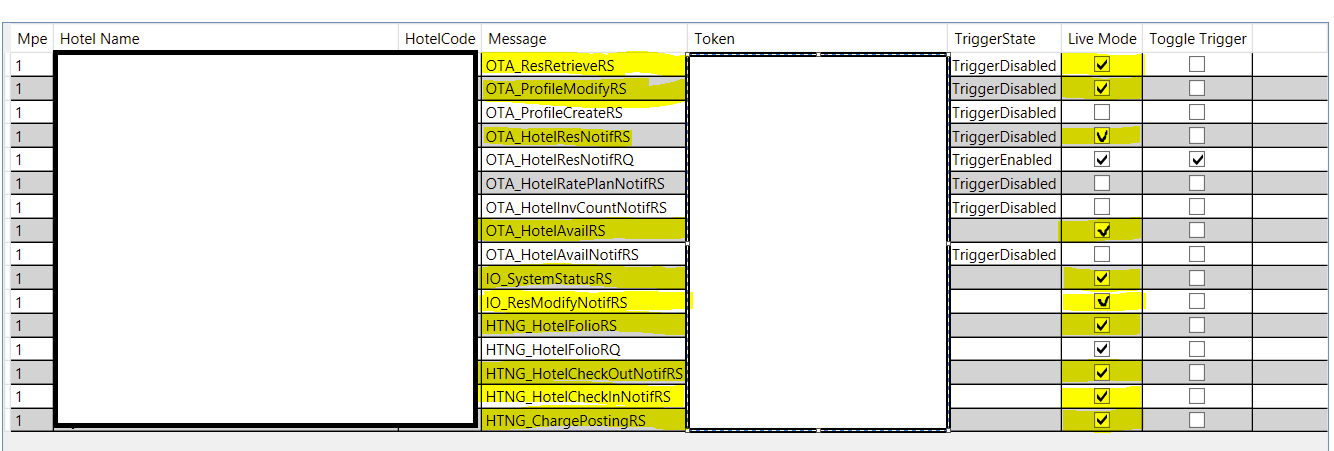 Mpe Hotel Name HotelCode Message Token TriggerState Live Mode Toggle Trigger
1 OTA_ResRetrieveRS TriggerDisabled
1 OTA_ProfileModifyRS TriggerDisabled
1 OTA_ProfileCreateRS TriggerDisabled
1 OTA_HotelResNotifRS TriggerDisabled
1 OTA_HotelResNotifRQ TriggerEnabled
1 OTA_HotelRatePlanNotifRS TriggerDisabled
1 OTA_HotelInvCountNotifRS TriggerDisabled
1 OTA_HotelAvailRS
1 OTA_HotelAvailNotifRS TriggerDisabled
1 IO_SystemStatusRS
1 IO_ResModifyNotifRS
1 HTNG_HotelFolioRS
1 HTNG_HotelFolioRQ
1 HTNG_HotelCheckOutNotifRS
1 HTNG_HotelCheckInNotifRS
1 HTNG_ChargePostingRS